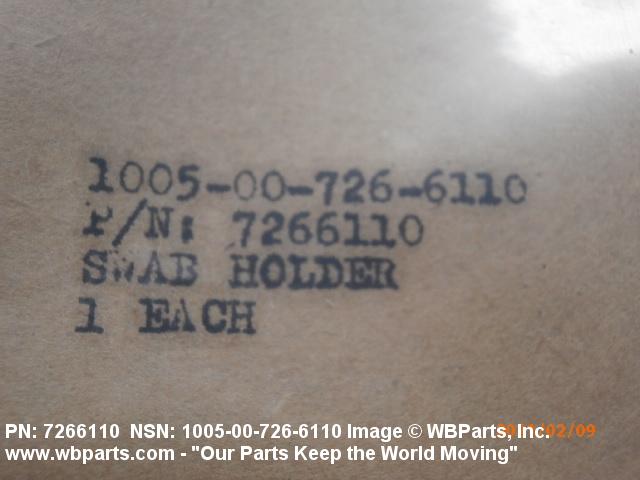 1005-00-726-6110
P/N: 7266110
SWAB HOLDER
1 EACH
PN: 7266110 NSN: 1005-00-726-6110 Image © WBParts, Inc.
www.wbparts.com - "Our Parts Keep the World Moving"